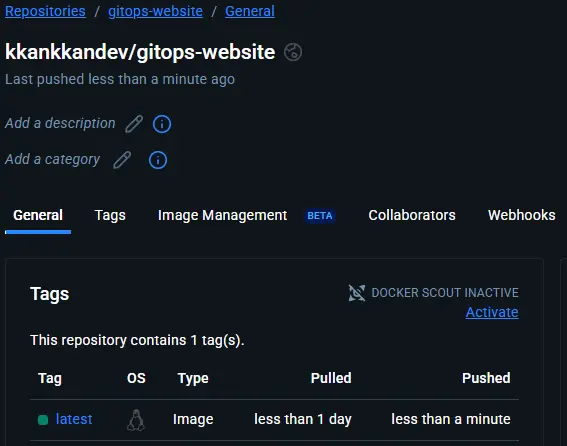 Repositories / gitops-website / General
kkankkandev/gitops-website
Last pushed less than a minute ago
Add a description
Add a category
General Tags Image Management BETA Collaborators Webhooks
Tags
DOCKER SCOUT INACTIVE
Activate
This repository contains 1 tag(s).
Tag OS Type Pulled Pushed
latest Image less than 1 day less than a minute